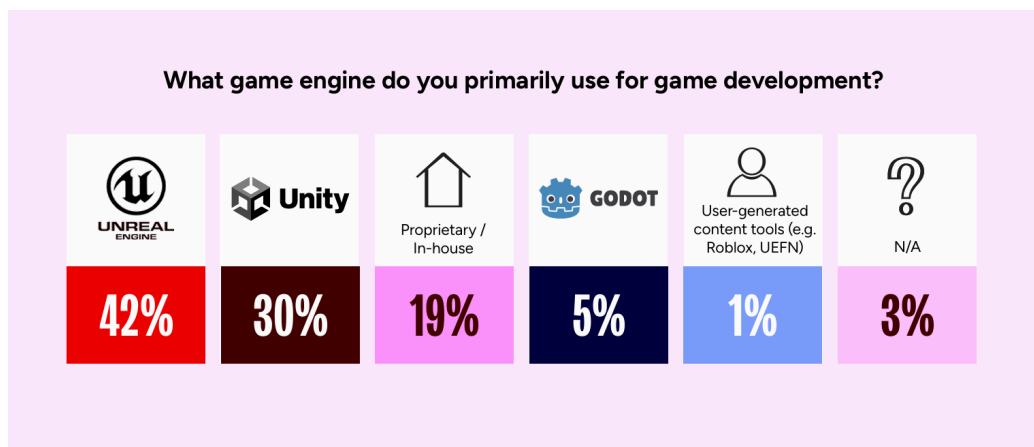 What game engine do you primarily use for game development?
UNREAL
ENGINE
Unity
Proprietary /
In-house
GODOT
User-generated
content tools (e.g.
Roblox, UEFN)
N/A
42%
30%
19%
5%
1%
3%